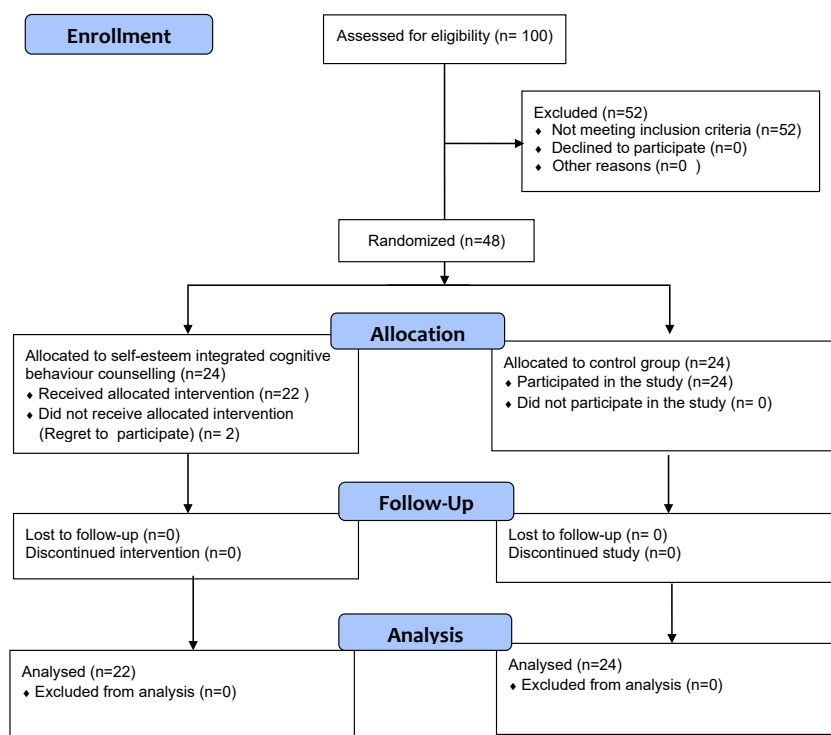 Enrollment
Assessed for eligibility (n= 100)
Excluded (n=52)
♦ Not meeting inclusion criteria (n=52)
♦ Declined to participate (n=0)
♦ Other reasons (n=0 )
Randomized (n=48)
Allocation
Allocated to self-esteem integrated cognitive
behaviour counselling (n=24)
♦ Received allocated intervention (n=22 )
♦ Did not receive allocated intervention
(Regret to participate) (n= 2)
Allocated to control group (n=24)
♦ Participated in the study (n=24)
♦ Did not participate in the study (n= 0)
Follow-Up
Lost to follow-up (n=0)
Discontinued intervention (n=0)
Lost to follow-up (n= 0)
Discontinued study (n=0)
Analysis
Analysed (n=22)
♦ Excluded from analysis (n=0)
Analysed (n=24)
♦ Excluded from analysis (n=0)